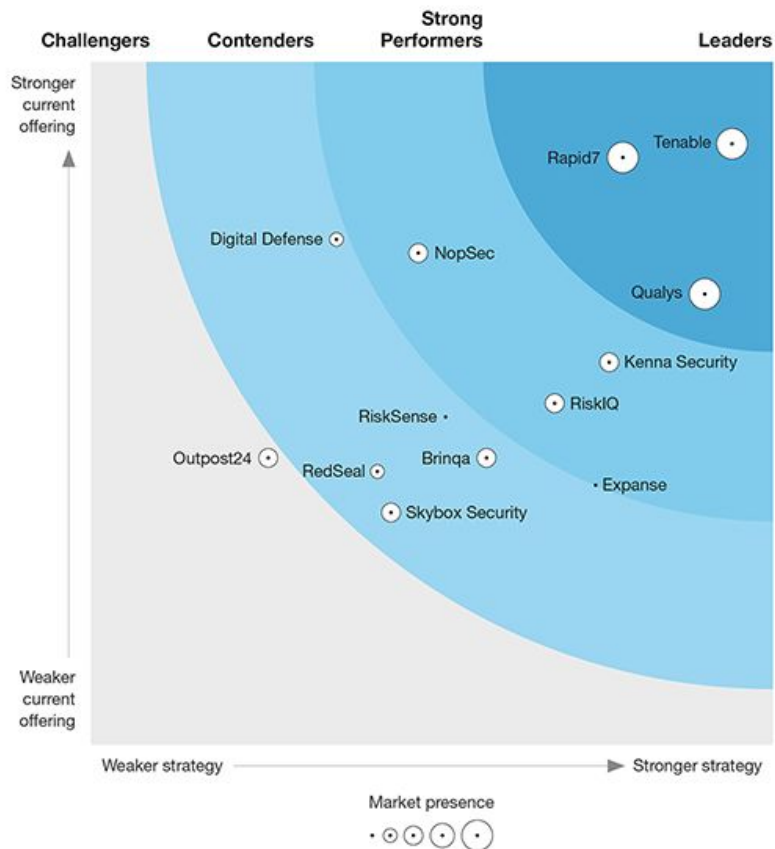 Challengers
Contenders
Strong
Performers
Leaders
Stronger
current
offering
Tenable
Rapid7
Digital Defense
NopSec
Qualys
Kenna Security
RiskIQ
RiskSense
Outpost24
Brinqa
RedSeal
Expanse
Skybox Security
Weaker
current
offering
Weaker strategy
Stronger strategy
Market presence